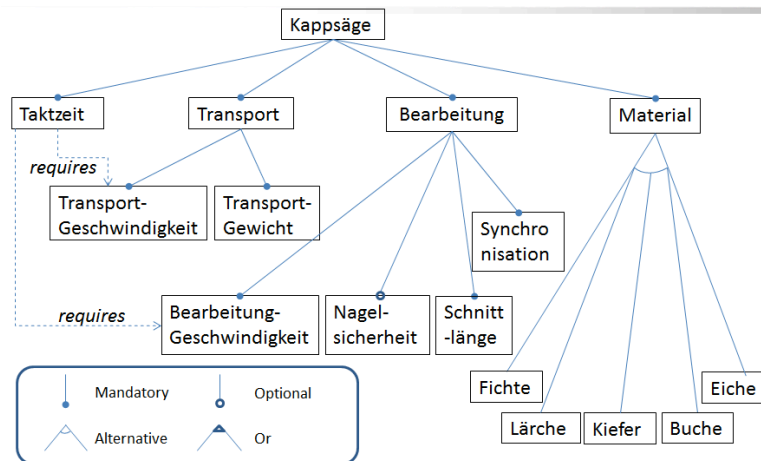 Kappsäge
Taktzeit
Transport
Bearbeitung
Material
requires
Transport-
Geschwindigkeit
Transport-
Gewicht
Synchro
nisation
requires
Bearbeitung-
Geschwindigkeit
Nagel-
sicherheit
Schnitt
-länge
Fichte
Eiche
Lärche
Kiefer
Buche
Mandatory
Optional
Alternative
Or